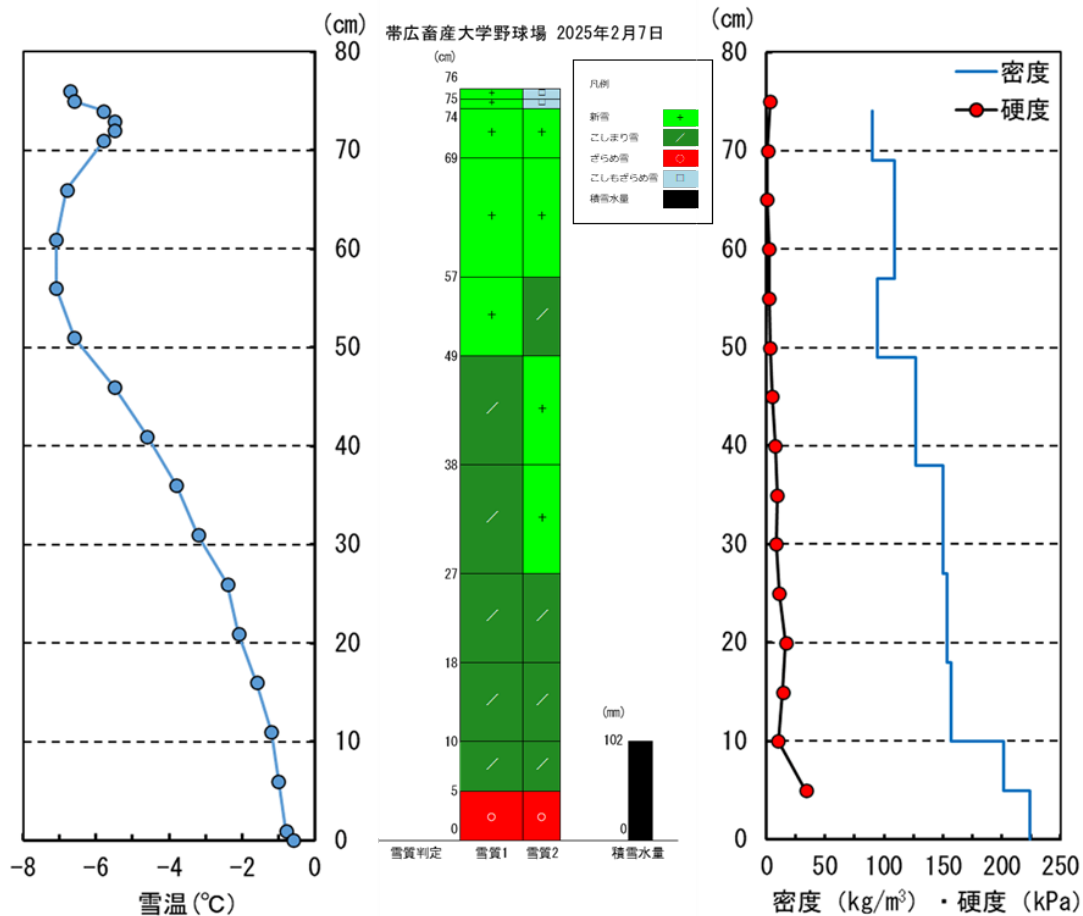 帯広畜産大学野球場 2025年2月7日
(cm)
80
70
60
50
40
30
20
10
0
-8
-6
-4
-2
0
雪温(℃)
(cm)
76
75
74
69
57
49
38
27
18
10
5
0
+ □
+ □
+ +
+ +
+ ／
／ +
／ +
／ ／
／ ／
／ ／
○ ○
雪質判定 雪質1 雪質2 積雪水量
凡例
新雪 +
こしまり雪 ／
ざらめ雪 ○
こしもざらめ雪 □
積雪水量
(mm)
102
0
(cm)
80
70
60
50
40
30
20
10
0
密度
硬度
0 50 100 150 200 250
密度 (kg/m³) ・硬度 (kPa)